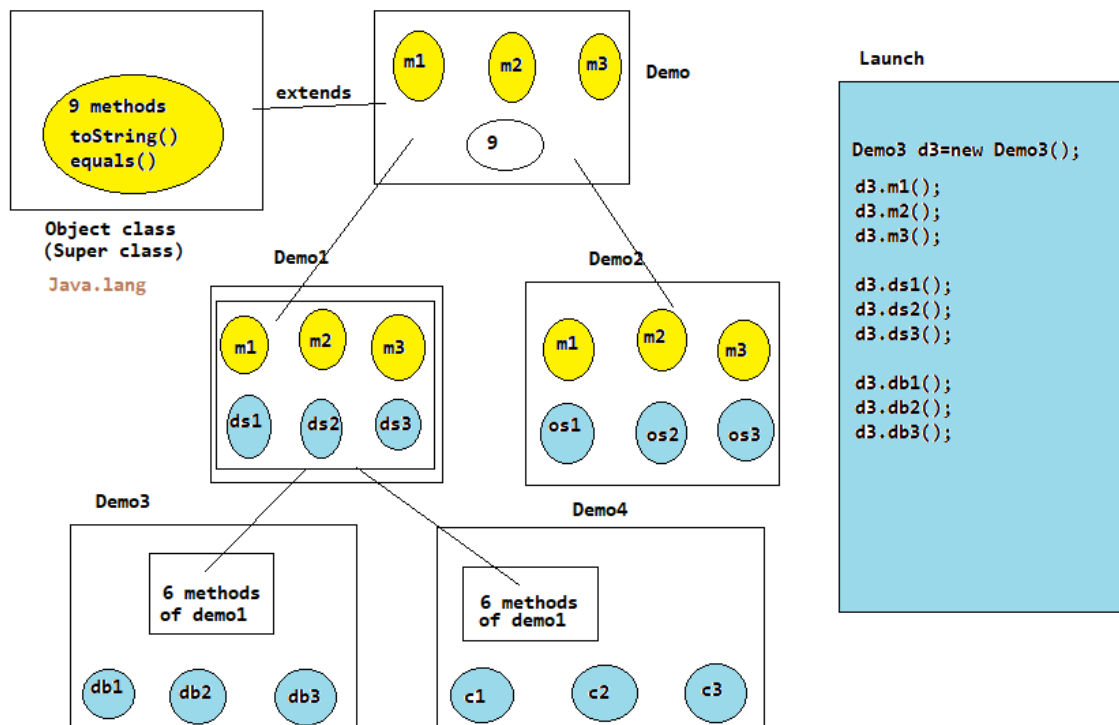 9 methods
toString()
equals()
Object class
(Super class)
Java.lang
extends
m1
m2
m3
9
Demo
Demo1
m1
m2
m3
ds1
ds2
ds3
Demo2
m1
m2
m3
os1
os2
os3
Demo3
6 methods
of demo1
db1
db2
db3
Demo4
6 methods
of demo1
c1
c2
c3
Launch
Demo3 d3=new Demo3();
d3.m1();
d3.m2();
d3.m3();
d3.ds1();
d3.ds2();
d3.ds3();
d3.db1();
d3.db2();
d3.db3();